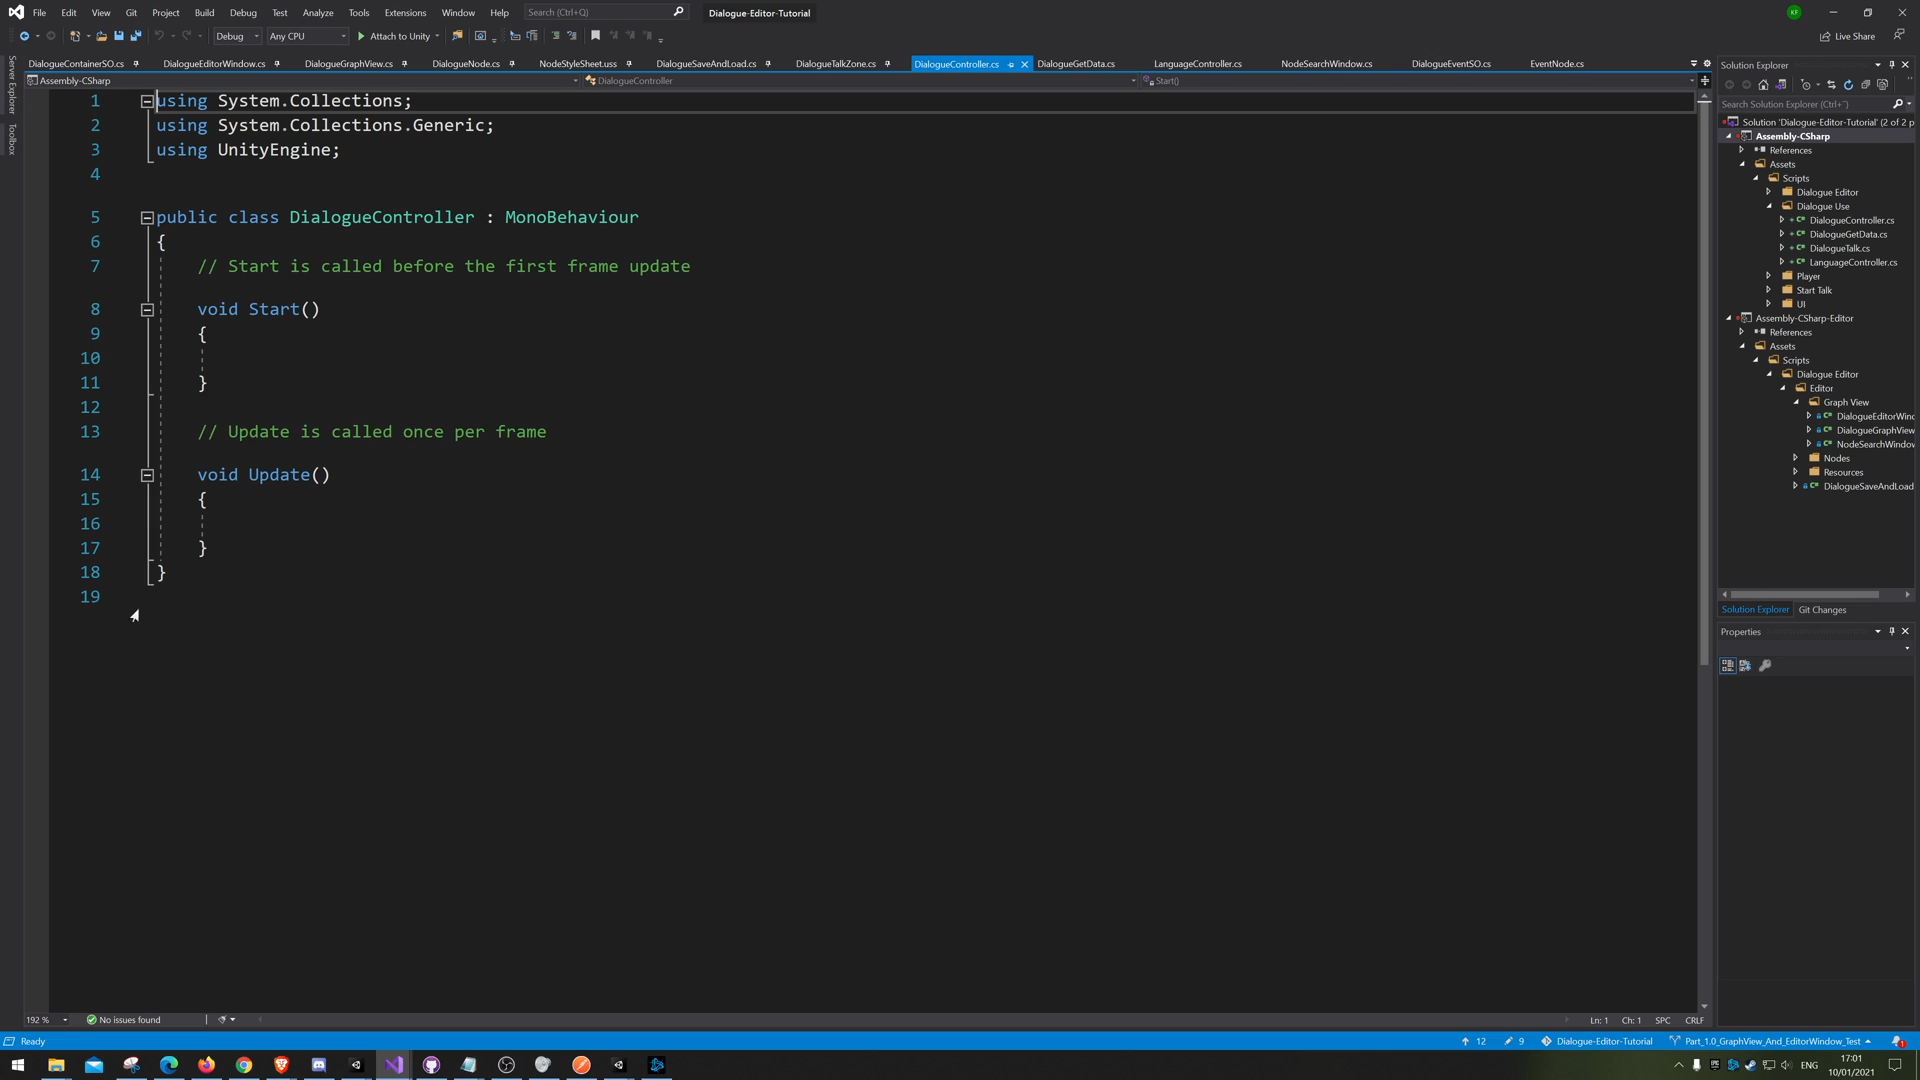 File Edit View Git Project Build Debug Test Analyze Tools Extensions Window Help Search (Ctrl+Q) Dialogue-Editor-Tutorial KF
Debug Any CPU Attach to Unity Live Share
DialogueContainerSO.cs DialogueEditorWindow.cs DialogueGraphView.cs DialogueNode.cs NodeStyleSheet.uss DialogueSaveAndLoad.cs DialogueTalkZone.cs DialogueController.cs DialogueGetData.cs LanguageController.cs NodeSearchWindow.cs DialogueEventSO.cs EventNode.cs
Assembly-CSharp DialogueController Start()
Server Explorer
Toolbox
1 using System.Collections;
2 using System.Collections.Generic;
3 using UnityEngine;
4
5 public class DialogueController : MonoBehaviour
6 {
7 // Start is called before the first frame update
8 void Start()
9 {
10
11 }
12
13 // Update is called once per frame
14 void Update()
15 {
16
17 }
18 }
19
Solution Explorer
Search Solution Explorer (Ctrl+¨)
Solution 'Dialogue-Editor-Tutorial' (2 of 2 p
Assembly-CSharp
References
Assets
Scripts
Dialogue Editor
Dialogue Use
DialogueController.cs
DialogueGetData.cs
DialogueTalk.cs
LanguageController.cs
Player
Start Talk
UI
Assembly-CSharp-Editor
References
Assets
Scripts
Dialogue Editor
Editor
Graph View
DialogueEditorWind
DialogueGraphView
NodeSearchWindow
Nodes
Resources
DialogueSaveAndLoad
Solution Explorer Git Changes
Properties
192 % No issues found Ln: 1 Ch: 1 SPC CRLF
Ready 12 9 Dialogue-Editor-Tutorial Part_1.0_GraphView_And_EditorWindow_Test 1
ENG 17:01
10/01/2021